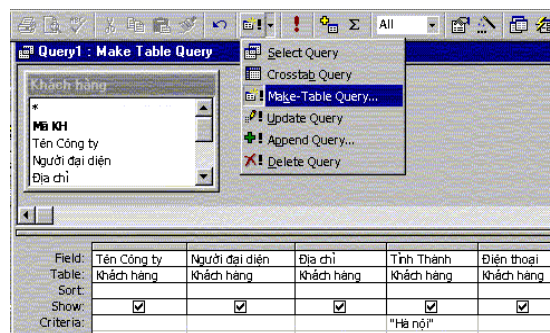 All
Query1 : Make Table Query
Select Query
Crosstab Query
Make-Table Query...
Update Query
Append Query...
Delete Query
Khách hàng
*
Mã KH
Tên Công ty
Người đại diện
Địa chỉ
Field: Tên Công ty Người đại diện Địa chỉ Tỉnh Thành Điện thoại
Table: Khách hàng Khách hàng Khách hàng Khách hàng Khách hàng
Sort:
Show:
Criteria: "Hà nội"